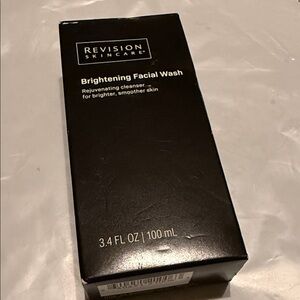 REVISION
SKINCARE®
Brightening Facial Wash
Rejuvenating cleanser
for brighter, smoother skin
3.4 FL OZ | 100 mL